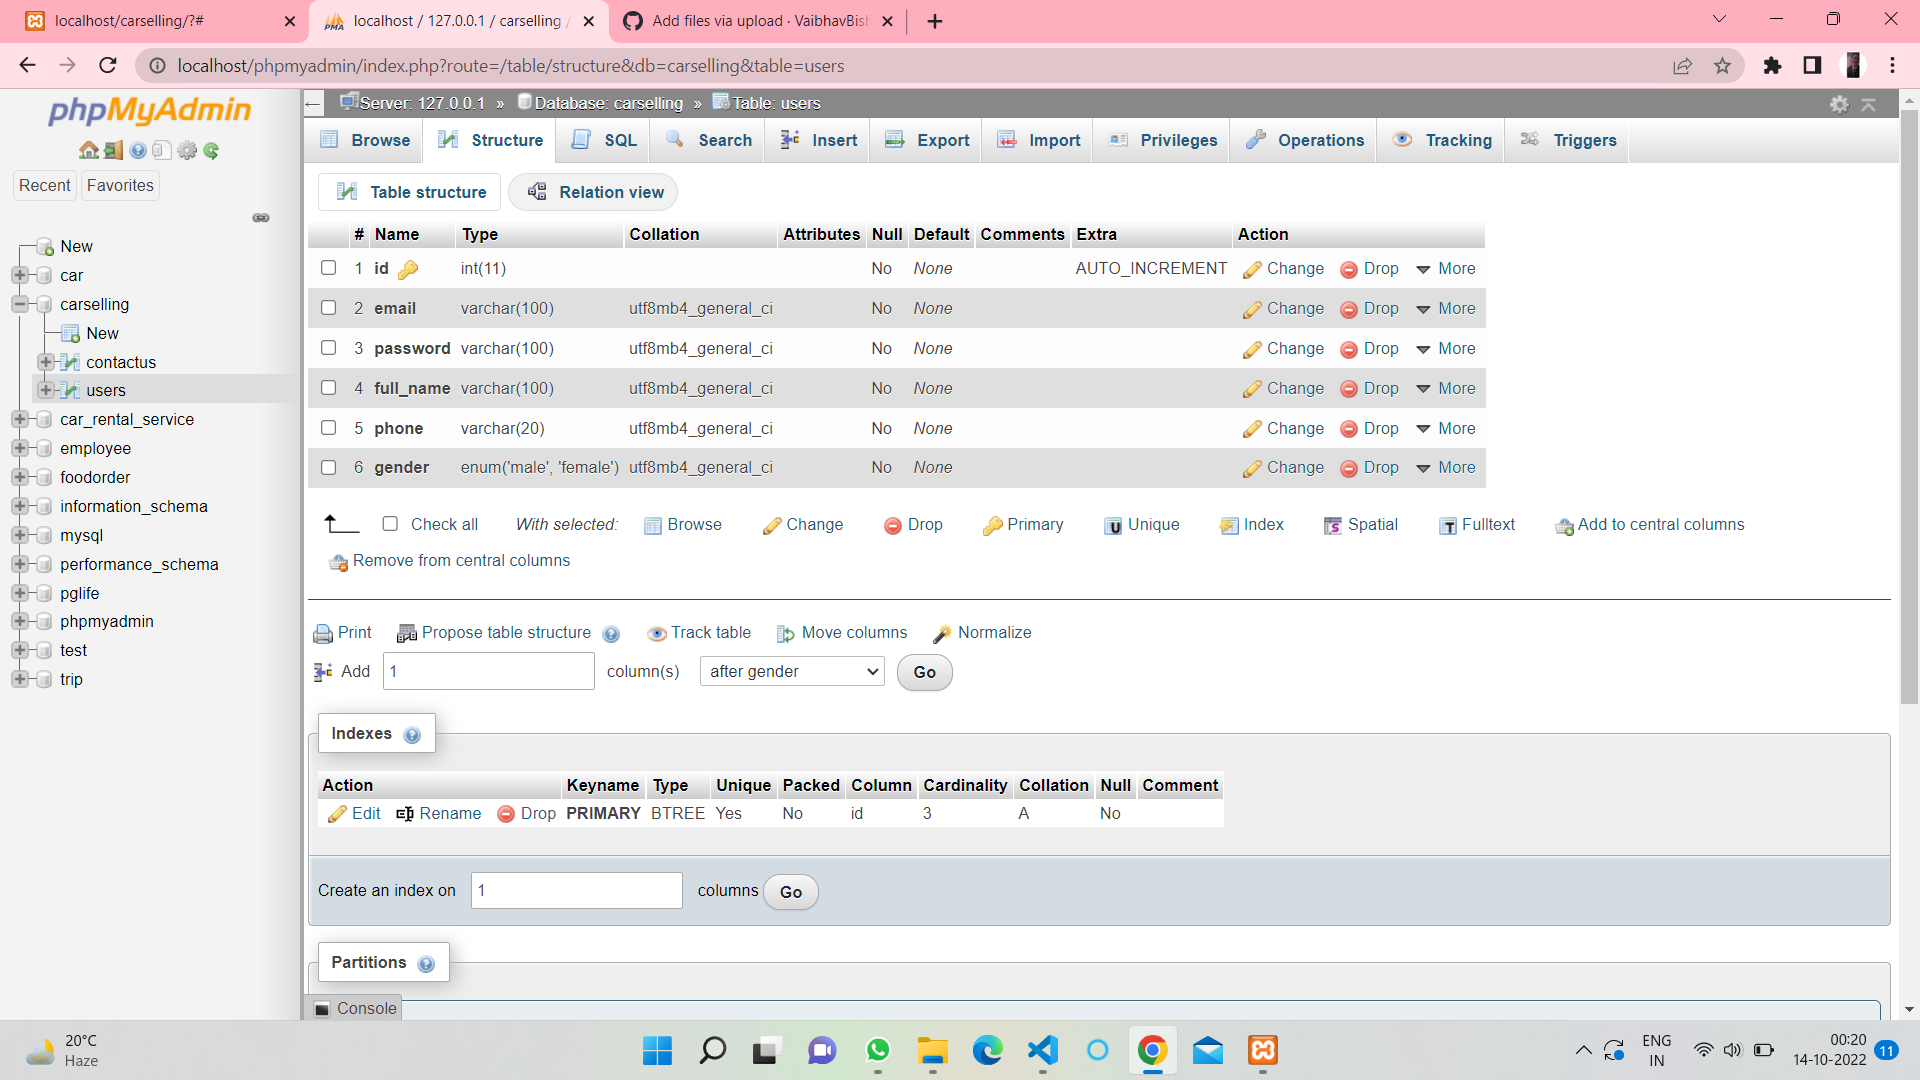 localhost/carselling/?#
localhost / 127.0.0.1 / carselling /
Add files via upload · VaibhavBish
localhost/phpmyadmin/index.php?route=/table/structure&db=carselling&table=users
phpMyAdmin
Recent Favorites
New
car
carselling
New
contactus
users
car_rental_service
employee
foodorder
information_schema
mysql
performance_schema
pglife
phpmyadmin
test
trip
Server: 127.0.0.1 » Database: carselling » Table: users
Browse Structure SQL Search Insert Export Import Privileges Operations Tracking Triggers
Table structure Relation view
# Name Type Collation Attributes Null Default Comments Extra Action
1 id int(11) No None AUTO_INCREMENT Change Drop More
2 email varchar(100) utf8mb4_general_ci No None Change Drop More
3 password varchar(100) utf8mb4_general_ci No None Change Drop More
4 full_name varchar(100) utf8mb4_general_ci No None Change Drop More
5 phone varchar(20) utf8mb4_general_ci No None Change Drop More
6 gender enum('male', 'female') utf8mb4_general_ci No None Change Drop More
Check all With selected: Browse Change Drop Primary Unique Index Spatial Fulltext Add to central columns
Remove from central columns
Print Propose table structure Track table Move columns Normalize
Add 1 column(s) after gender Go
Indexes
Action Keyname Type Unique Packed Column Cardinality Collation Null Comment
Edit Rename Drop PRIMARY BTREE Yes No id 3 A No
Create an index on 1 columns Go
Partitions
Console
20°C
Haze
ENG
IN
00:20
14-10-2022
11